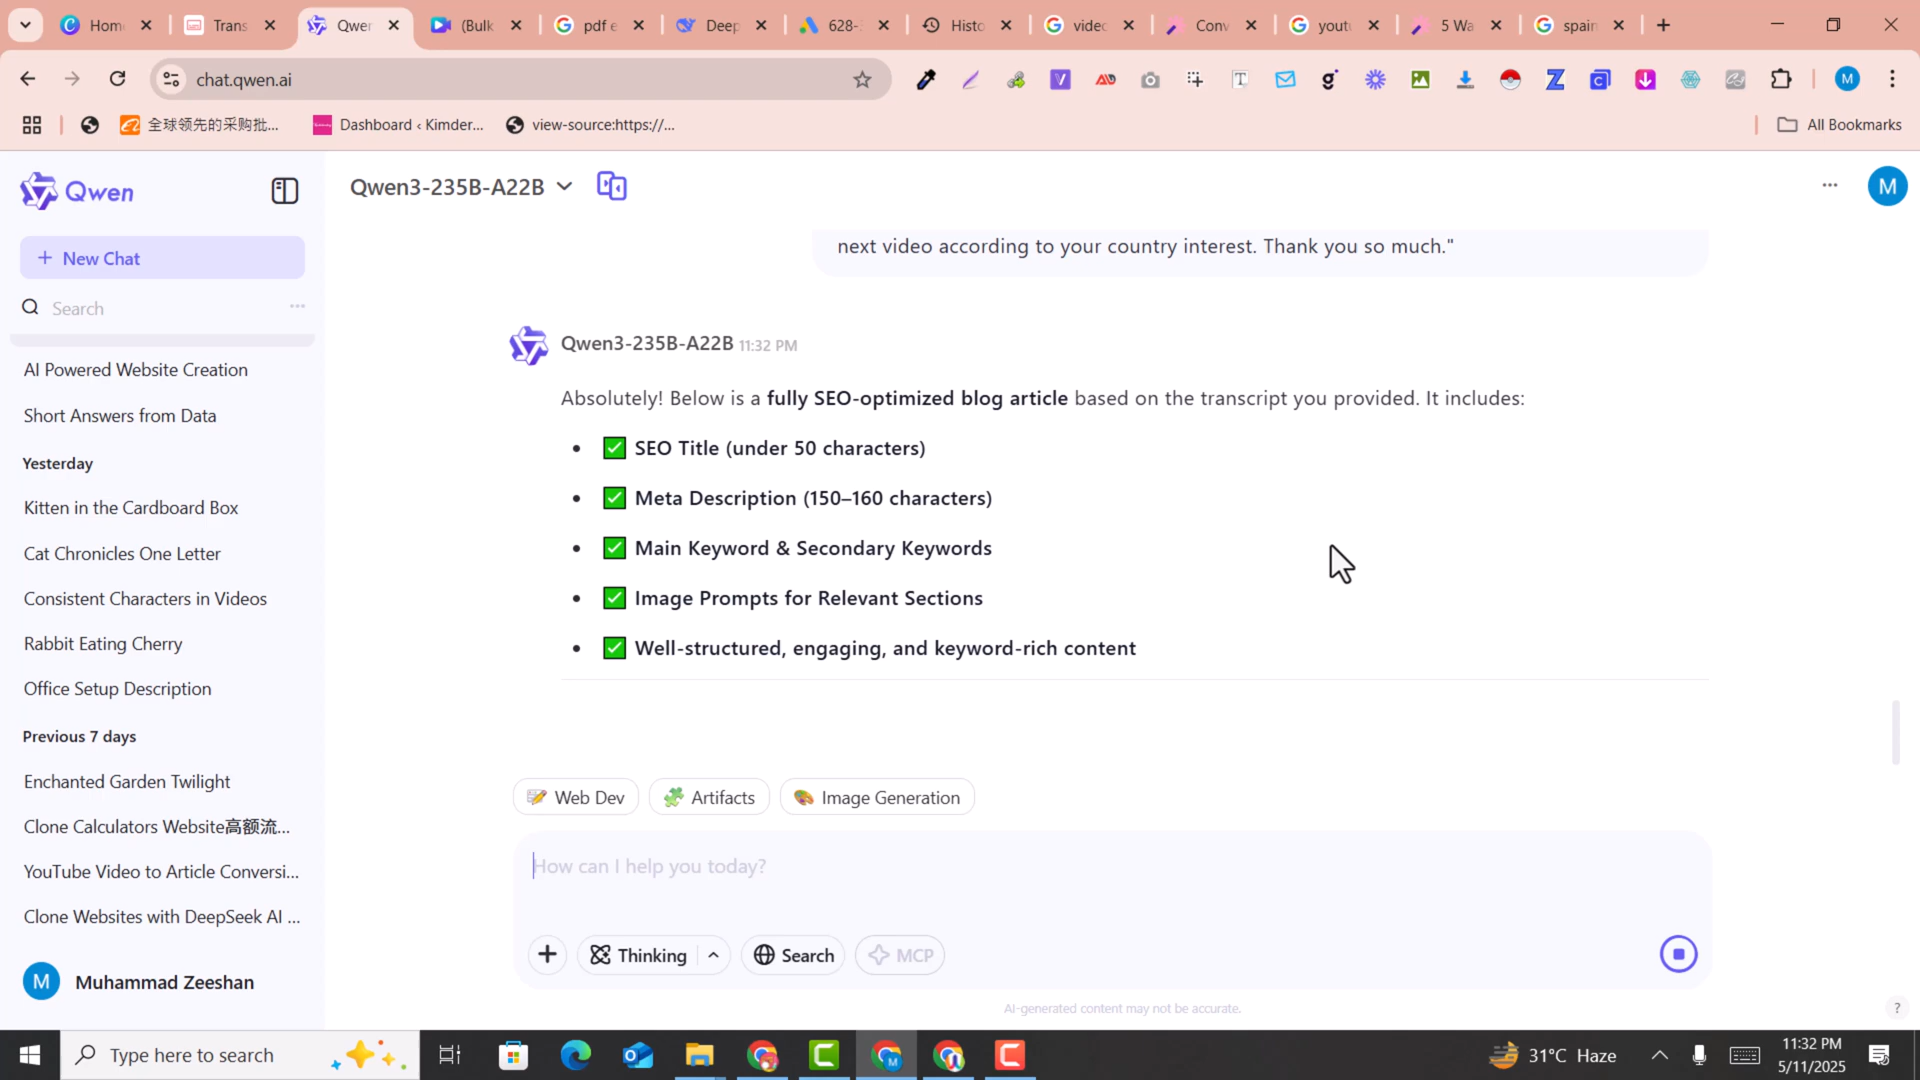 Hom
Trans
Qwer
(Bulk
pdf e
Deep
628-
Histo
videc
Conv
yout
5 Wa
spain
chat.qwen.ai
M
全球领先的采购批...
Dashboard ‹ Kimder...
view-source:https://...
All Bookmarks
Qwen
Qwen3-235B-A22B
M
New Chat
Search
AI Powered Website Creation
Short Answers from Data
Yesterday
Kitten in the Cardboard Box
Cat Chronicles One Letter
Consistent Characters in Videos
Rabbit Eating Cherry
Office Setup Description
Previous 7 days
Enchanted Garden Twilight
Clone Calculators Website高额流...
YouTube Video to Article Conversi...
Clone Websites with DeepSeek AI ...
M Muhammad Zeeshan
next video according to your country interest. Thank you so much."
Qwen3-235B-A22B 11:32 PM
Absolutely! Below is a fully SEO-optimized blog article based on the transcript you provided. It includes:
• ✅ SEO Title (under 50 characters)
• ✅ Meta Description (150–160 characters)
• ✅ Main Keyword & Secondary Keywords
• ✅ Image Prompts for Relevant Sections
• ✅ Well-structured, engaging, and keyword-rich content
Web Dev
Artifacts
Image Generation
How can I help you today?
Thinking
Search
MCP
AI-generated content may not be accurate.
?
Type here to search
31°C Haze
11:32 PM
5/11/2025